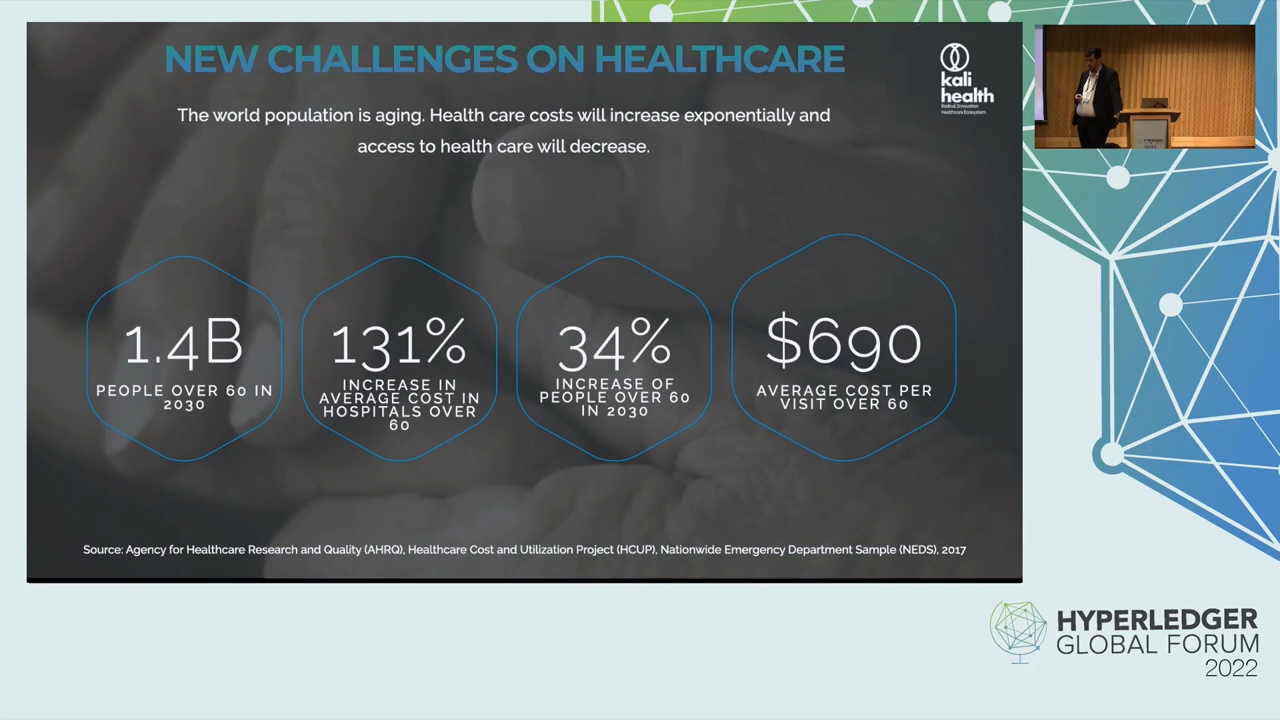 NEW CHALLENGES ON HEALTHCARE
kali
health
Radical Innovation
Healthcare Ecosystem
The world population is aging. Health care costs will increase exponentially and
access to health care will decrease.
1.4B
PEOPLE OVER 60 IN
2030
131%
INCREASE IN
AVERAGE COST IN
HOSPITALS OVER
60
34%
INCREASE OF
PEOPLE OVER 60
IN 2030
$690
AVERAGE COST PER
VISIT OVER 60
Source: Agency for Healthcare Research and Quality (AHRQ), Healthcare Cost and Utilization Project (HCUP), Nationwide Emergency Department Sample (NEDS), 2017
HYPERLEDGER
GLOBAL FORUM
2022